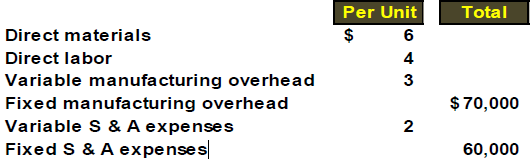 Per Unit Total
Direct materials $ 6
Direct labor 4
Variable manufacturing overhead 3
Fixed manufacturing overhead $70,000
Variable S & A expenses 2
Fixed S & A expenses 60,000